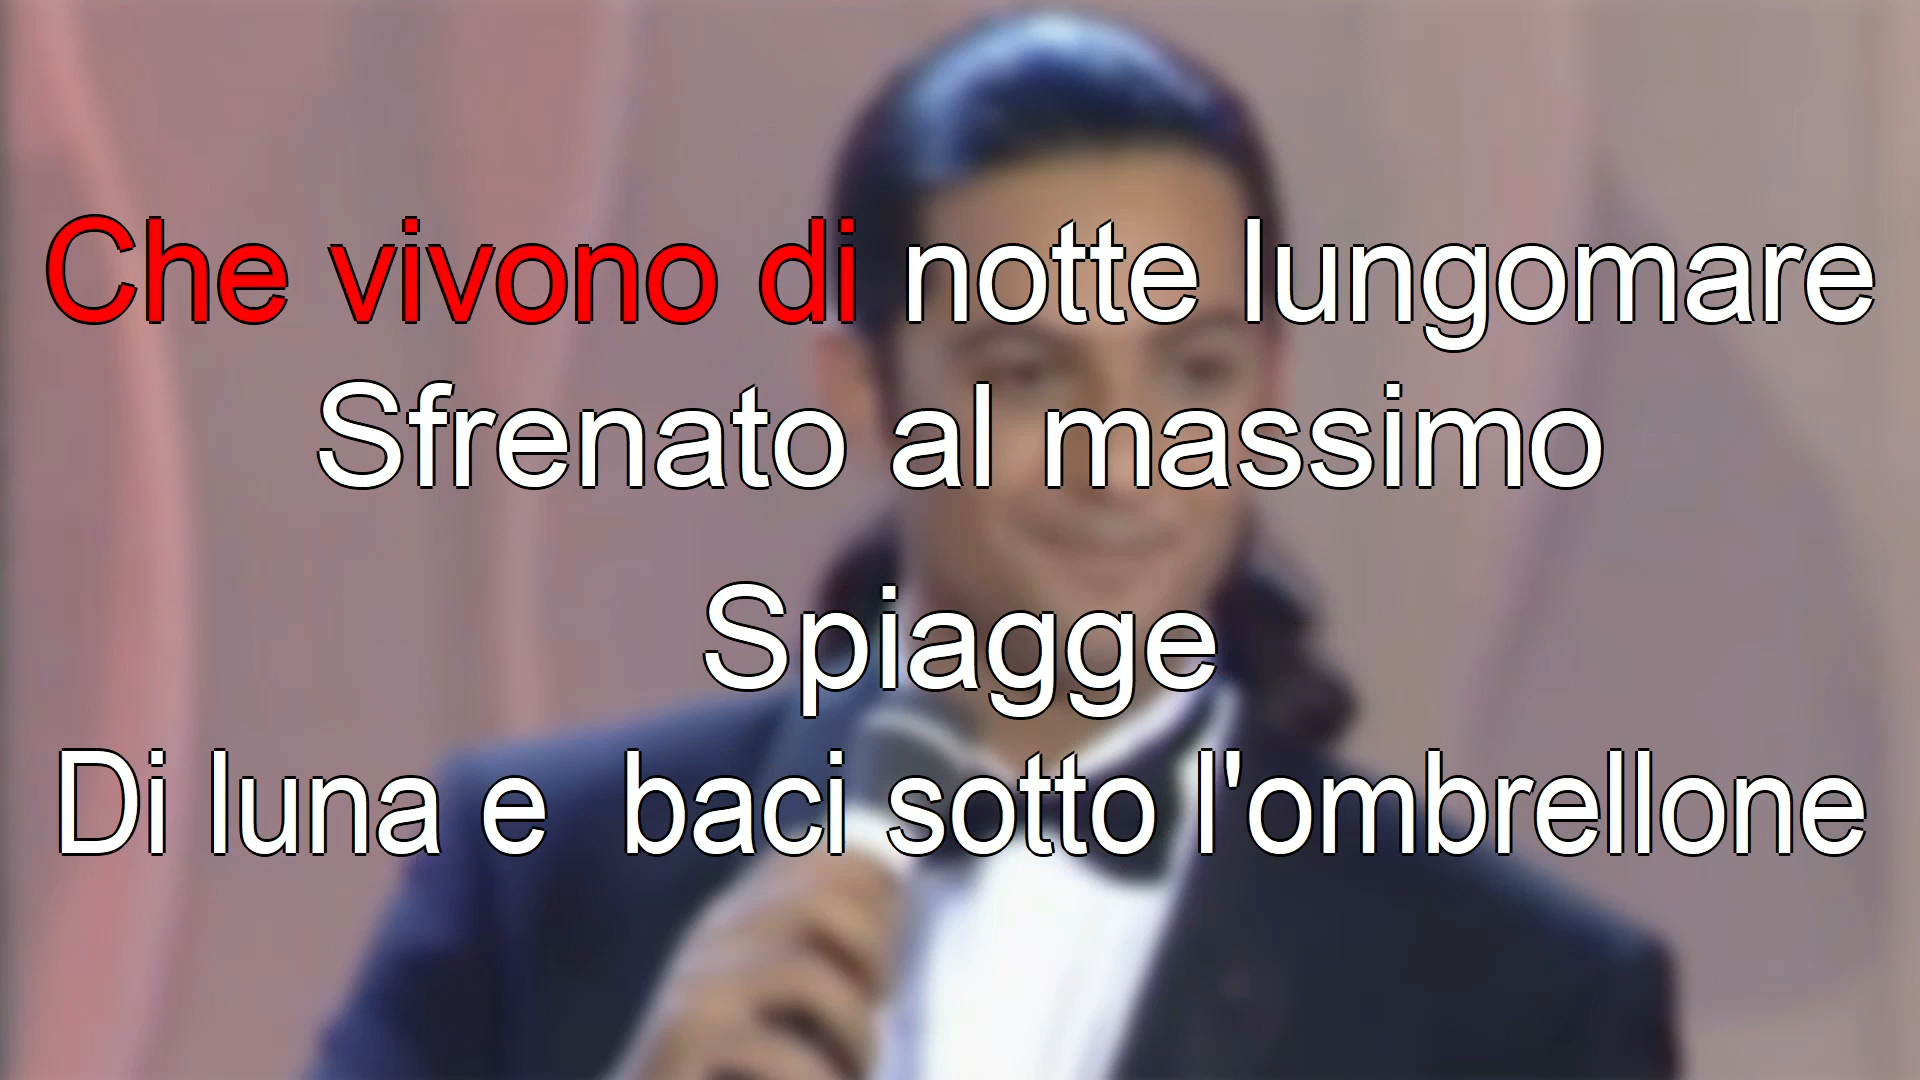 Che vivono di notte lungomare
Sfrenato al massimo
Spiagge
Di luna e  baci sotto l'ombrellone